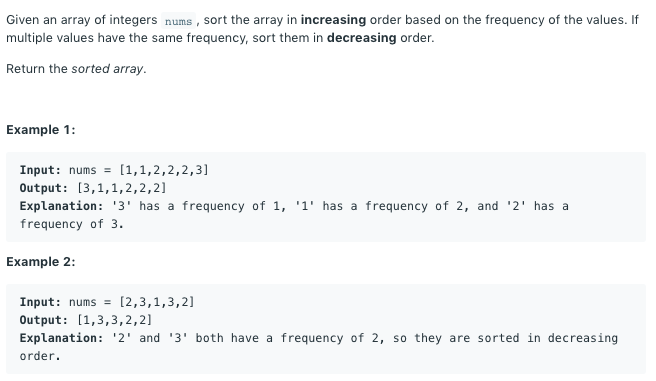 Given an array of integers nums , sort the array in increasing order based on the frequency of the values. If
multiple values have the same frequency, sort them in decreasing order.
Return the sorted array.
Example 1:
Input: nums = [1,1,2,2,2,3]
Output: [3,1,1,2,2,2]
Explanation: '3' has a frequency of 1, '1' has a frequency of 2, and '2' has a
frequency of 3.
Example 2:
Input: nums = [2,3,1,3,2]
Output: [1,3,3,2,2]
Explanation: '2' and '3' both have a frequency of 2, so they are sorted in decreasing
order.